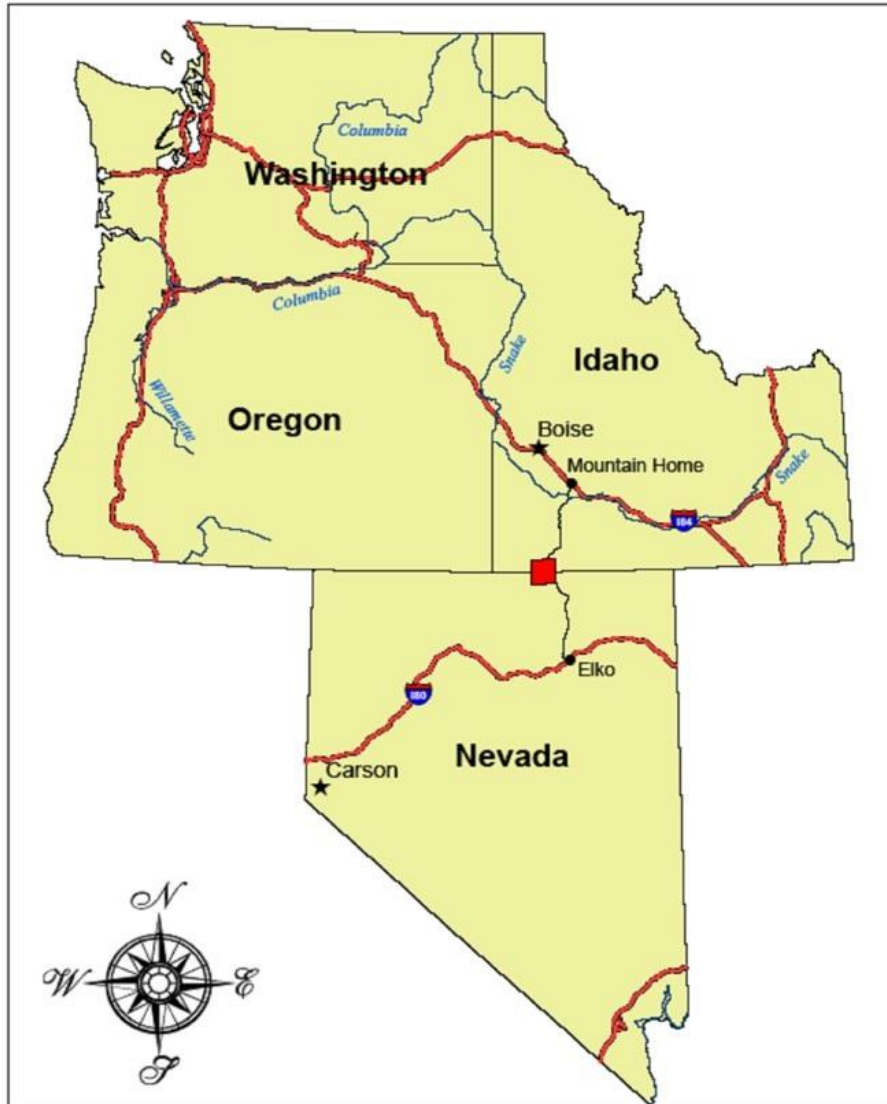 Columbia
Washington
Columbia
Snake
Idaho
Willamette
Oregon
Boise
Mountain Home
Snake
184
Elko
180
Nevada
Carson
N
W
E
S